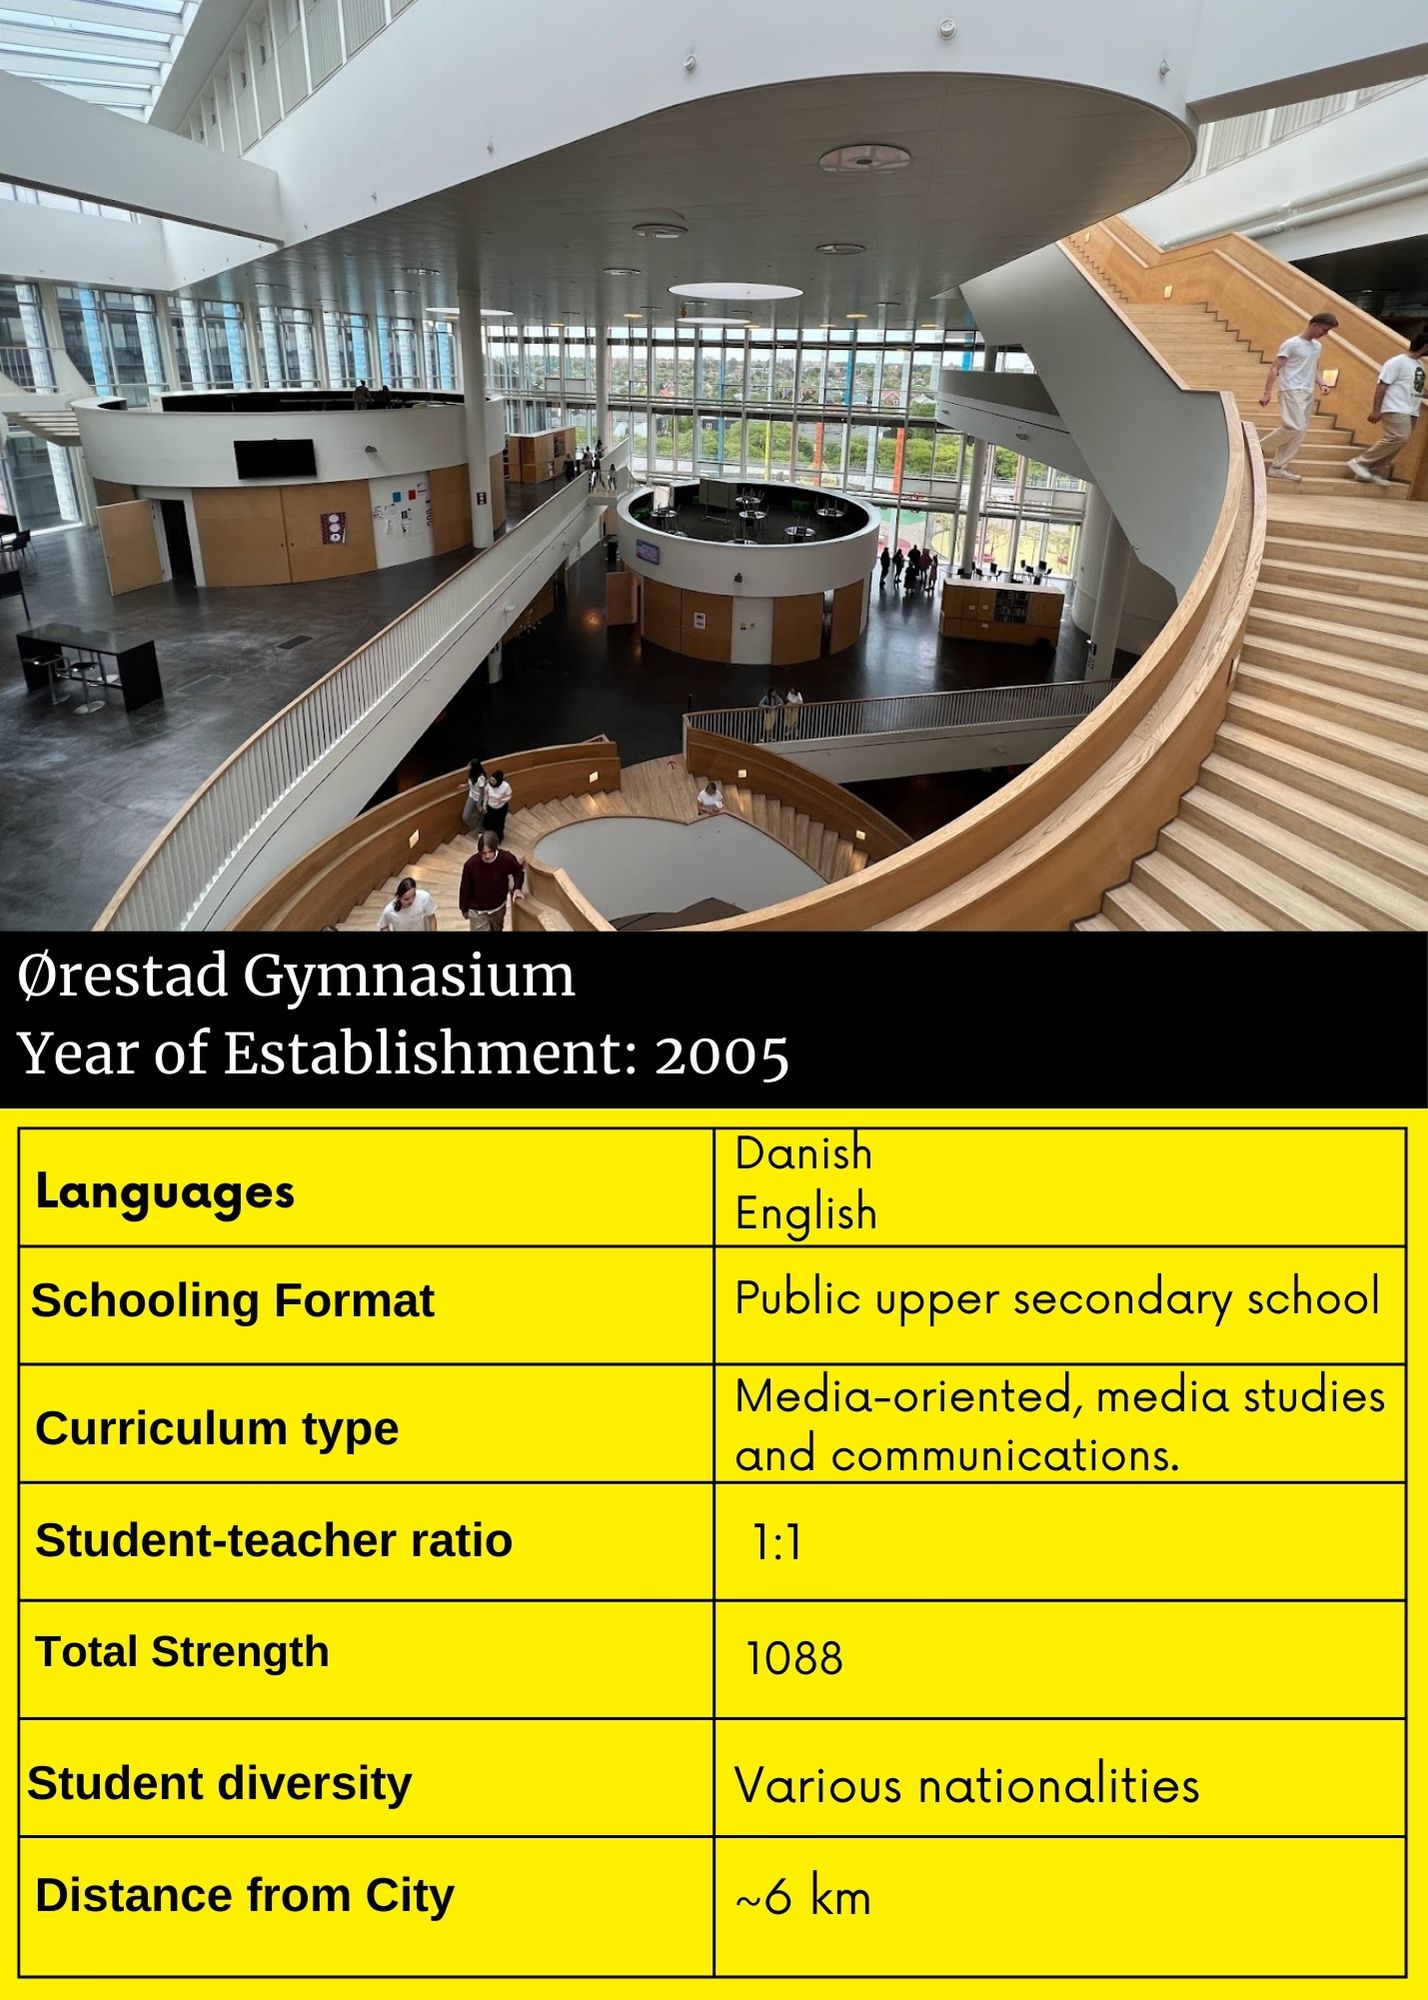 Ørestad Gymnasium
Year of Establishment: 2005
Languages
Danish
English
Schooling Format
Public upper secondary school
Curriculum type
Media-oriented, media studies
and communications.
Student-teacher ratio
1:1
Total Strength
1088
Student diversity
Various nationalities
Distance from City
~6 km